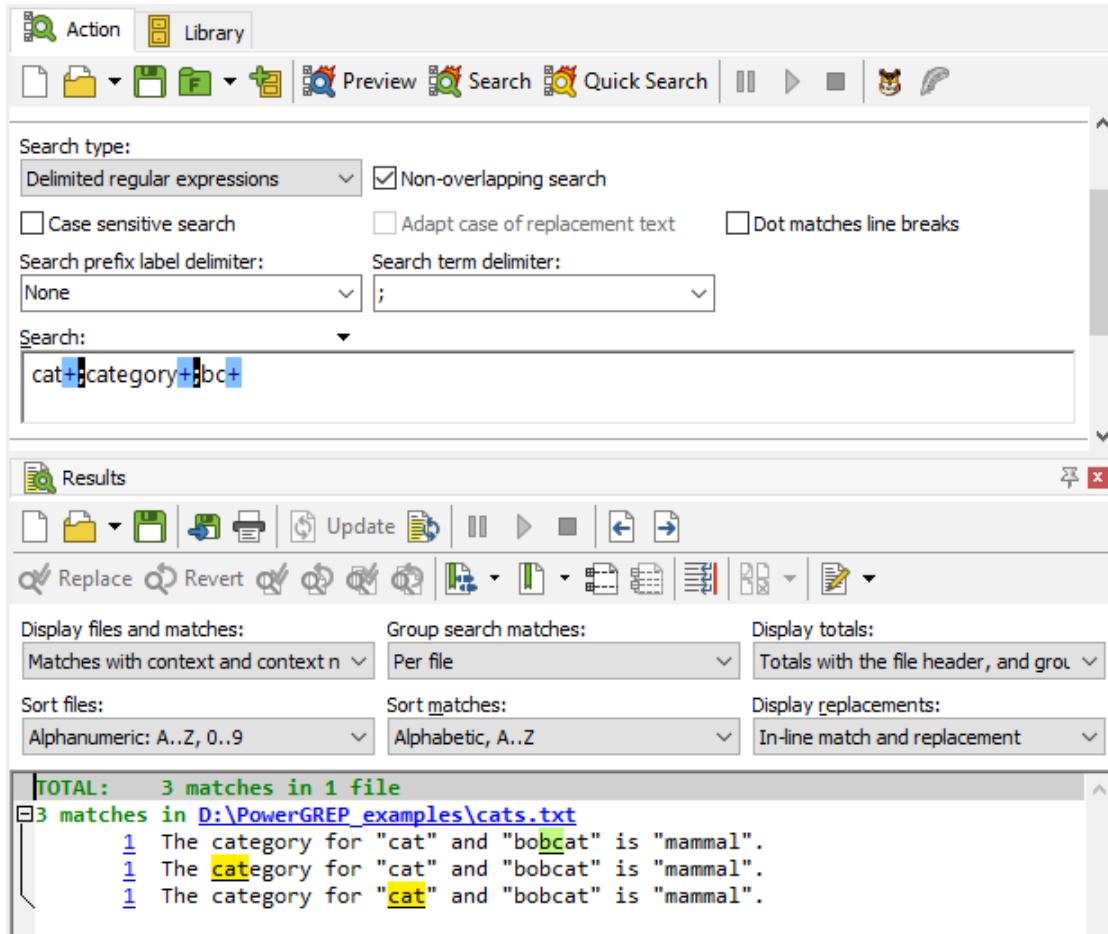 Action Library
Preview Search Quick Search
Search type:
Delimited regular expressions Non-overlapping search
Case sensitive search Adapt case of replacement text Dot matches line breaks
Search prefix label delimiter: Search term delimiter:
None ;
Search:
cat+;category+;bc+
Results
Update
Replace Revert
Display files and matches: Group search matches: Display totals:
Matches with context and context n Per file Totals with the file header, and grou
Sort files: Sort matches: Display replacements:
Alphanumeric: A..Z, 0..9 Alphabetic, A..Z In-line match and replacement
TOTAL: 3 matches in 1 file
3 matches in D:\PowerGREP_examples\cats.txt
1 The category for "cat" and "bobcat" is "mammal".
1 The category for "cat" and "bobcat" is "mammal".
1 The category for "cat" and "bobcat" is "mammal".